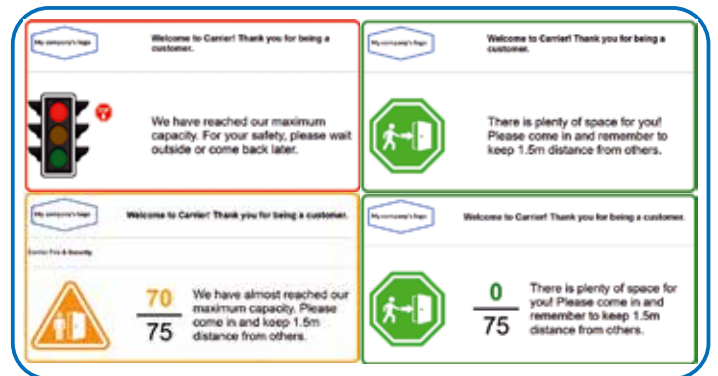 My company's logo
Welcome to Carrier! Thank you for being a
customer.
We have reached our maximum
capacity. For your safety, please wait
outside or come back later.
My company's logo
Welcome to Carrier! Thank you for being a
customer.
There is plenty of space for you!
Please come in and remember to
keep 1.5m distance from others.
My company's logo
Welcome to Carrier! Thank you for being a customer.
Carrier Fire & Security
70
75
We have almost reached our
maximum capacity. Please
come in and keep 1.5m
distance from others.
My company's logo
Welcome to Carrier! Thank you for being a customer.
0
75
There is plenty of space for
you! Please come in and
remember to keep 1.5m
distance from others.